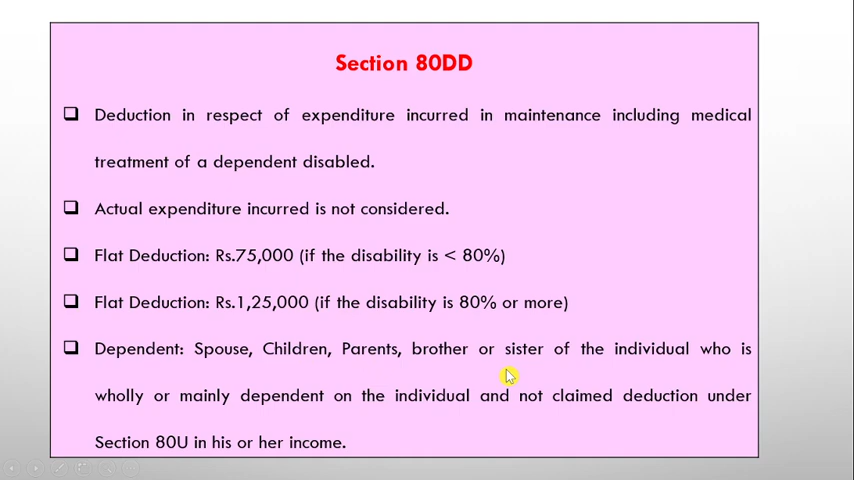 Section 80DD
❑ Deduction in respect of expenditure incurred in maintenance including medical
treatment of a dependent disabled.
❑ Actual expenditure incurred is not considered.
❑ Flat Deduction: Rs.75,000 (if the disability is < 80%)
❑ Flat Deduction: Rs.1,25,000 (if the disability is 80% or more)
❑ Dependent: Spouse, Children, Parents, brother or sister of the individual who is
wholly or mainly dependent on the individual and not claimed deduction under
Section 80U in his or her income.